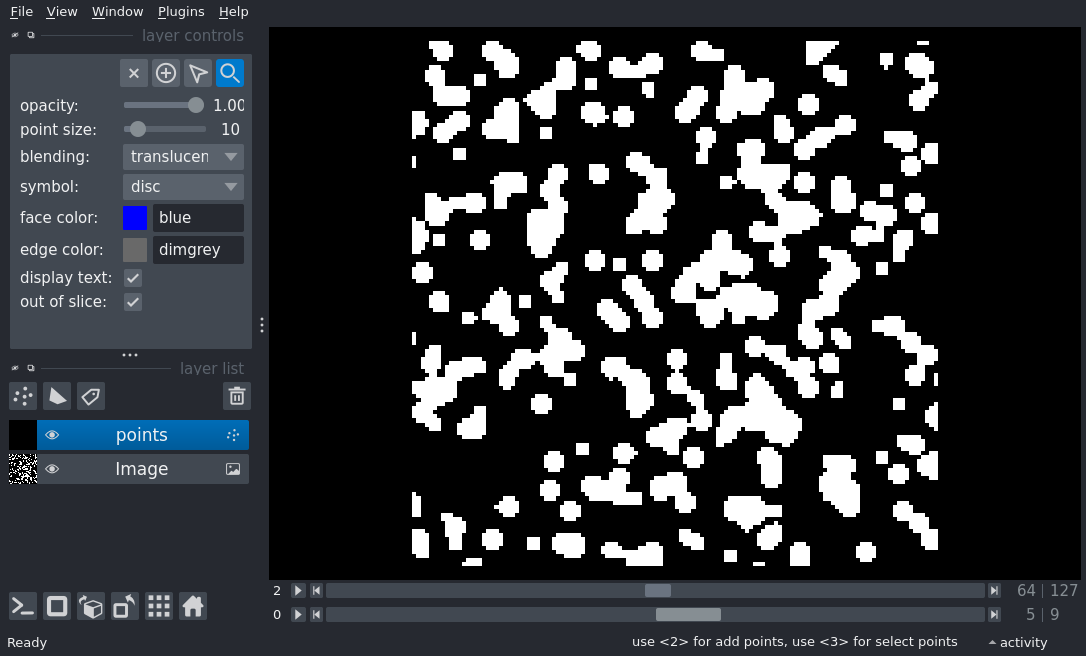 File View Window Plugins Help
layer controls
opacity: 1.00
point size: 10
blending: translucen
symbol: disc
face color: blue
edge color: dimgrey
display text:
out of slice:
layer list
points
Image
2 64 127
0 5 9
Ready use <2> for add points, use <3> for select points activity